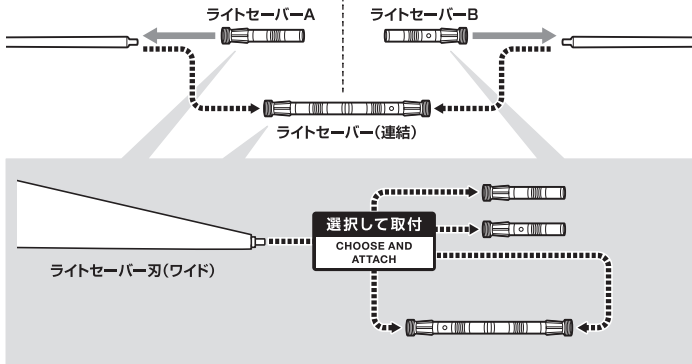 ライトセーバーA
ライトセーバーB
ライトセーバー(連結)
選択して取付
CHOOSE AND
ATTACH
ライトセーバー刃(ワイド)